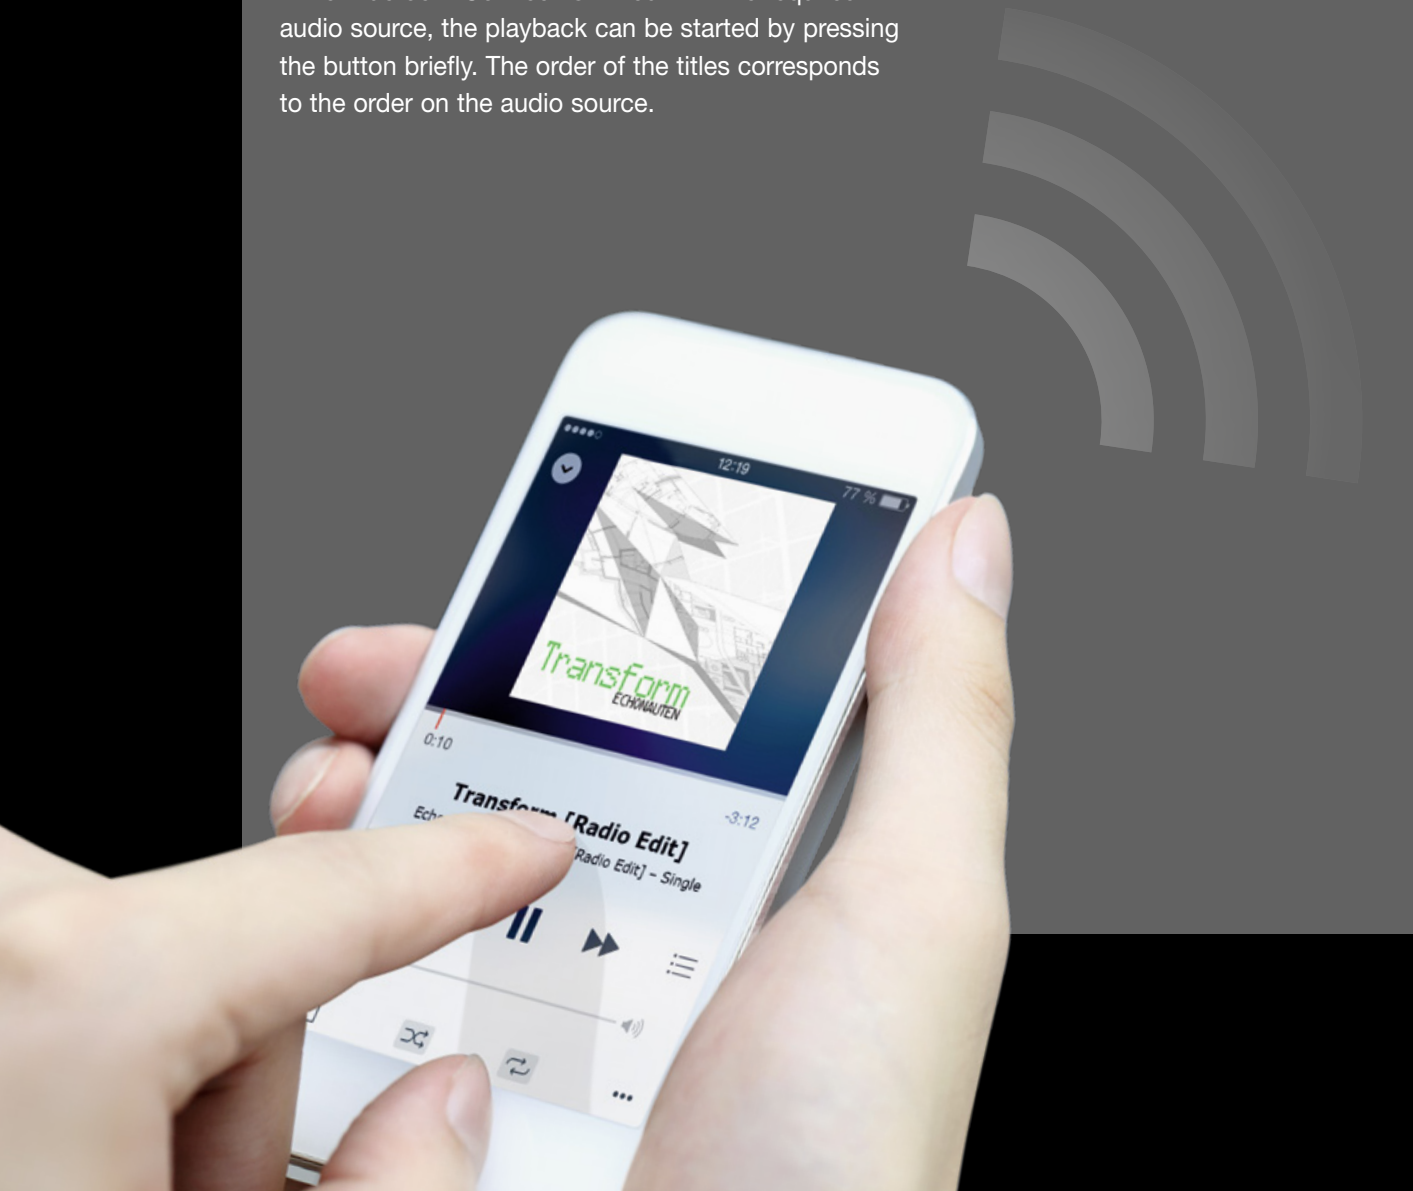 audio source, the playback can be started by pressing
the button briefly. The order of the titles corresponds
to the order on the audio source.
12:19
77 %
Transform
ECHONAUTEN
0:10
-3:12
Transform [Radio Edit]
[Radio Edit] – Single